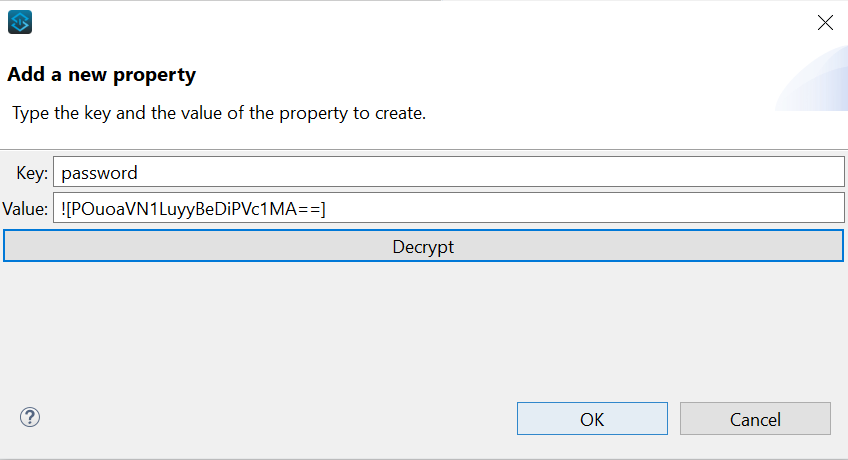 Add a new property
Type the key and the value of the property to create.
Key: password
Value: ![POuoaVN1LuyyBeDiPVc1MA==]
Decrypt
?
OK
Cancel